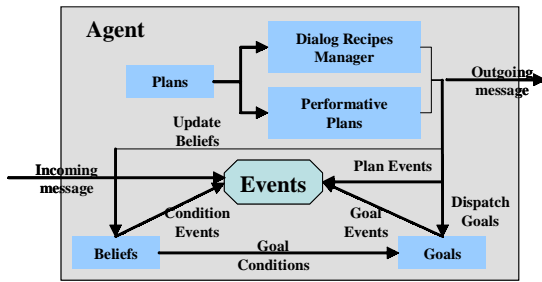 Agent
Dialog Recipes
Manager
Plans
Outgoing
message
Performative
Plans
Update
Beliefs
Incoming
message
Plan Events
Events
Condition
Events
Goal
Events
Dispatch
Goals
Beliefs
Goal
Conditions
Goals